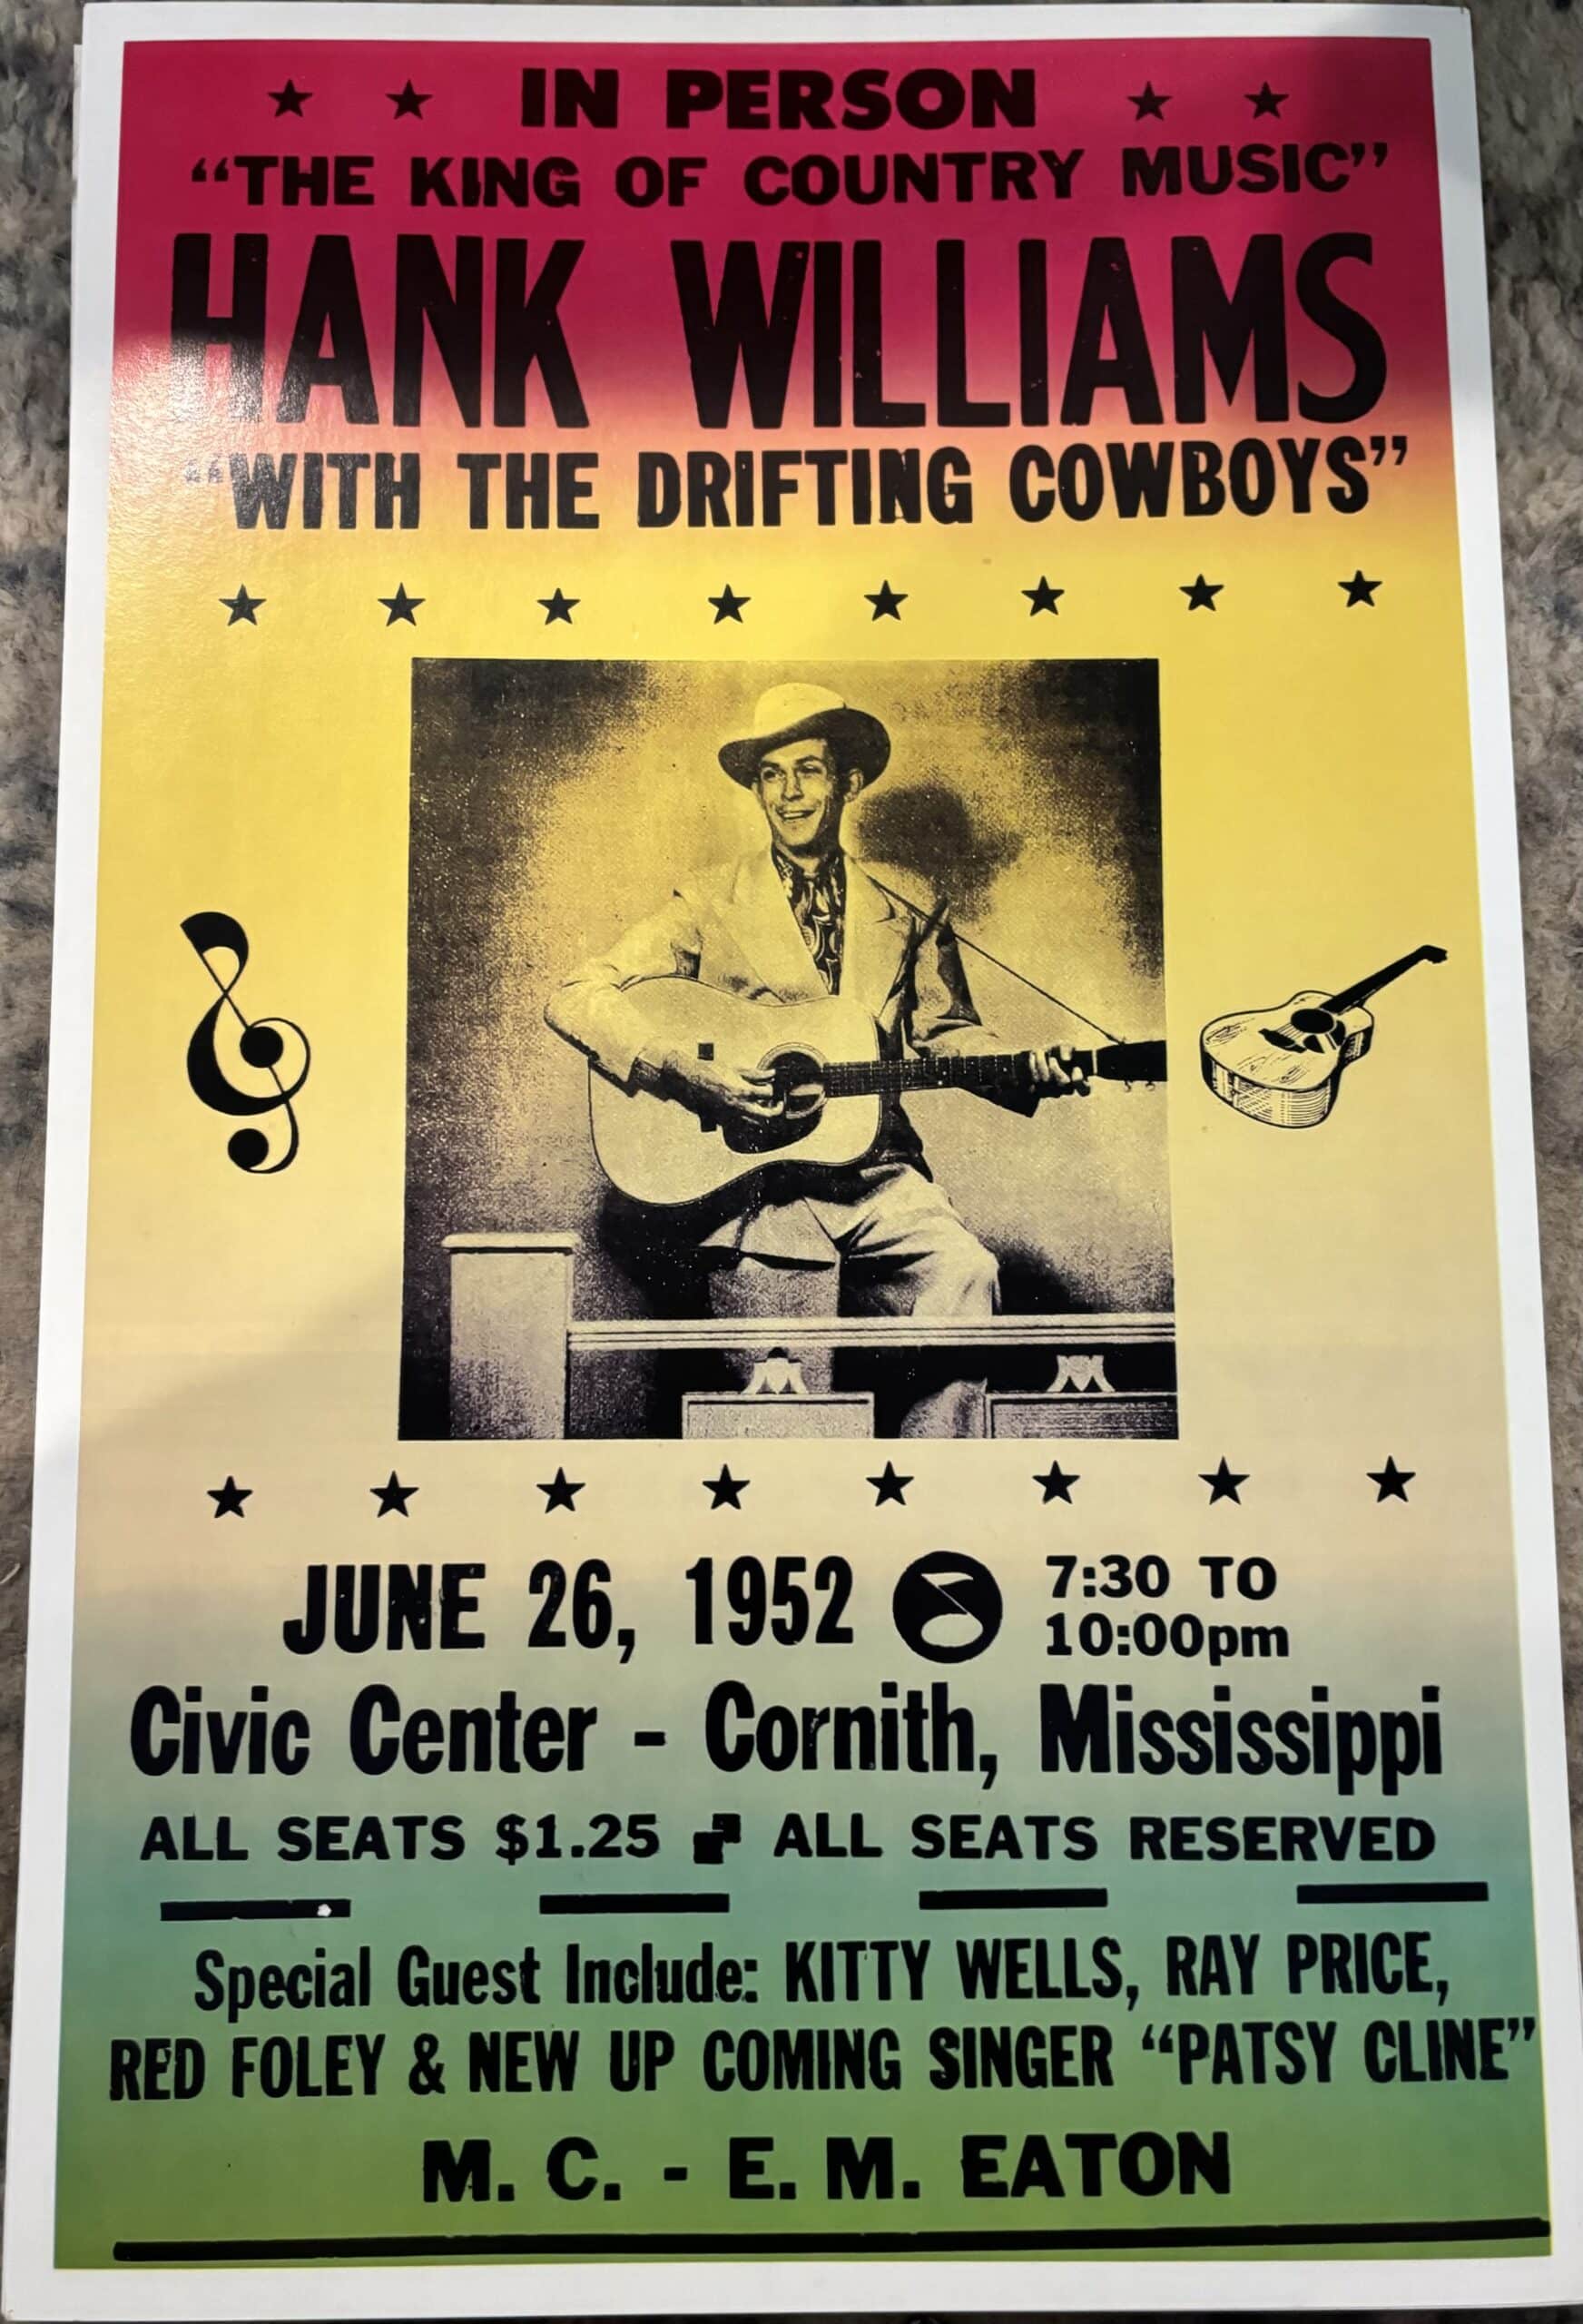 IN PERSON
“THE KING OF COUNTRY MUSIC”
HANK WILLIAMS
“WITH THE DRIFTING COWBOYS”
JUNE 26, 1952
7:30 TO
10:00pm
Civic Center - Cornith, Mississippi
ALL SEATS $1.25 ALL SEATS RESERVED
Special Guest Include: KITTY WELLS, RAY PRICE,
RED FOLEY & NEW UP COMING SINGER “PATSY CLINE”
M. C. - E. M. EATON